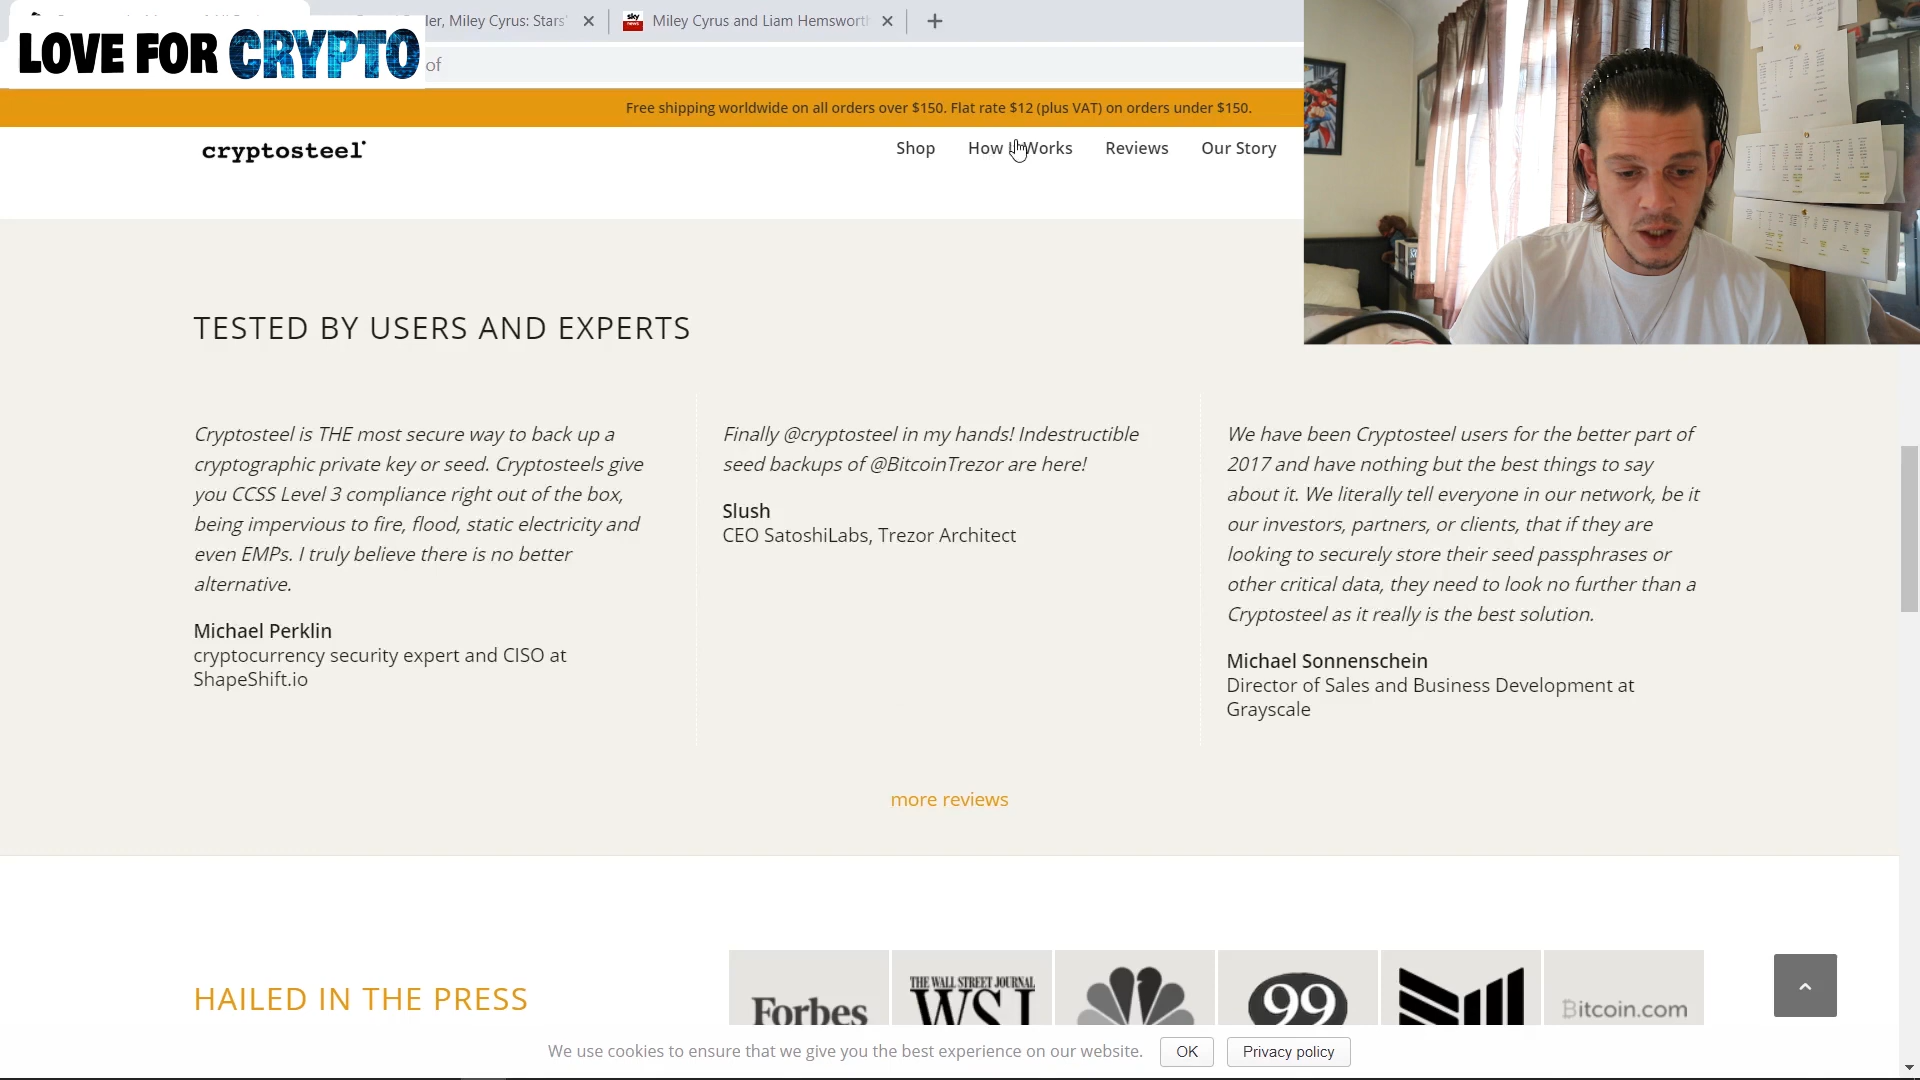 ler, Miley Cyrus: Stars'
sky news
Miley Cyrus and Liam Hemsworth
LOVE FOR CRYPTO
of
Free shipping worldwide on all orders over $150. Flat rate $12 (plus VAT) on orders under $150.
cryptosteel
Shop
How It Works
Reviews
Our Story
TESTED BY USERS AND EXPERTS
Cryptosteel is THE most secure way to back up a
cryptographic private key or seed. Cryptosteels give
you CCSS Level 3 compliance right out of the box,
being impervious to fire, flood, static electricity and
even EMPs. I truly believe there is no better
alternative.
Michael Perklin
cryptocurrency security expert and CISO at
ShapeShift.io
Finally @cryptosteel in my hands! Indestructible
seed backups of @BitcoinTrezor are here!
Slush
CEO SatoshiLabs, Trezor Architect
We have been Cryptosteel users for the better part of
2017 and have nothing but the best things to say
about it. We literally tell everyone in our network, be it
our investors, partners, or clients, that if they are
looking to securely store their seed passphrases or
other critical data, they need to look no further than a
Cryptosteel as it really is the best solution.
Michael Sonnenschein
Director of Sales and Business Development at
Grayscale
more reviews
HAILED IN THE PRESS
Forbes
THE WALL STREET JOURNAL
WSJ
99
Bitcoin.com
We use cookies to ensure that we give you the best experience on our website.
OK
Privacy policy